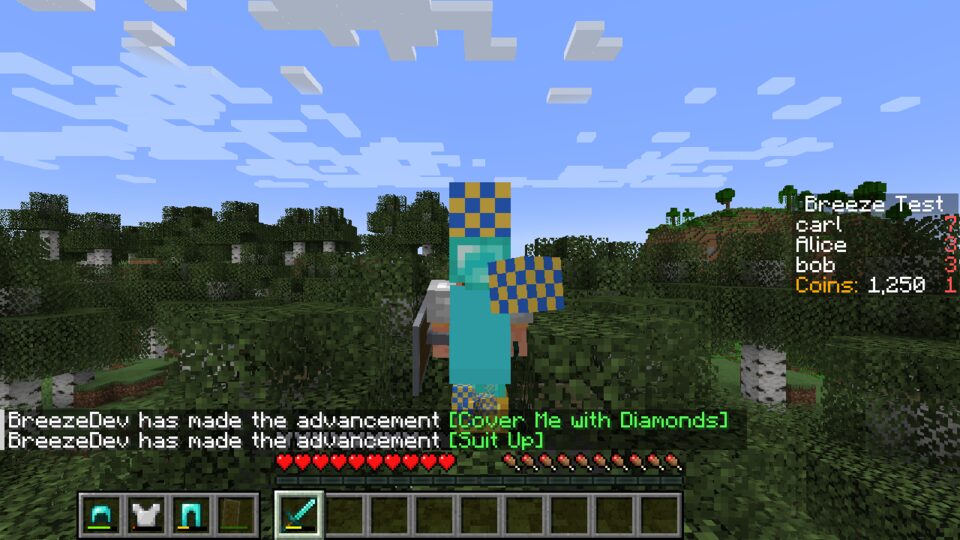 Breeze Test
carl 7
Alice 3
bob 3
Coins: 1,250 1
BreezeDev has made the advancement [Cover Me with Diamonds]
BreezeDev has made the advancement [Suit Up]